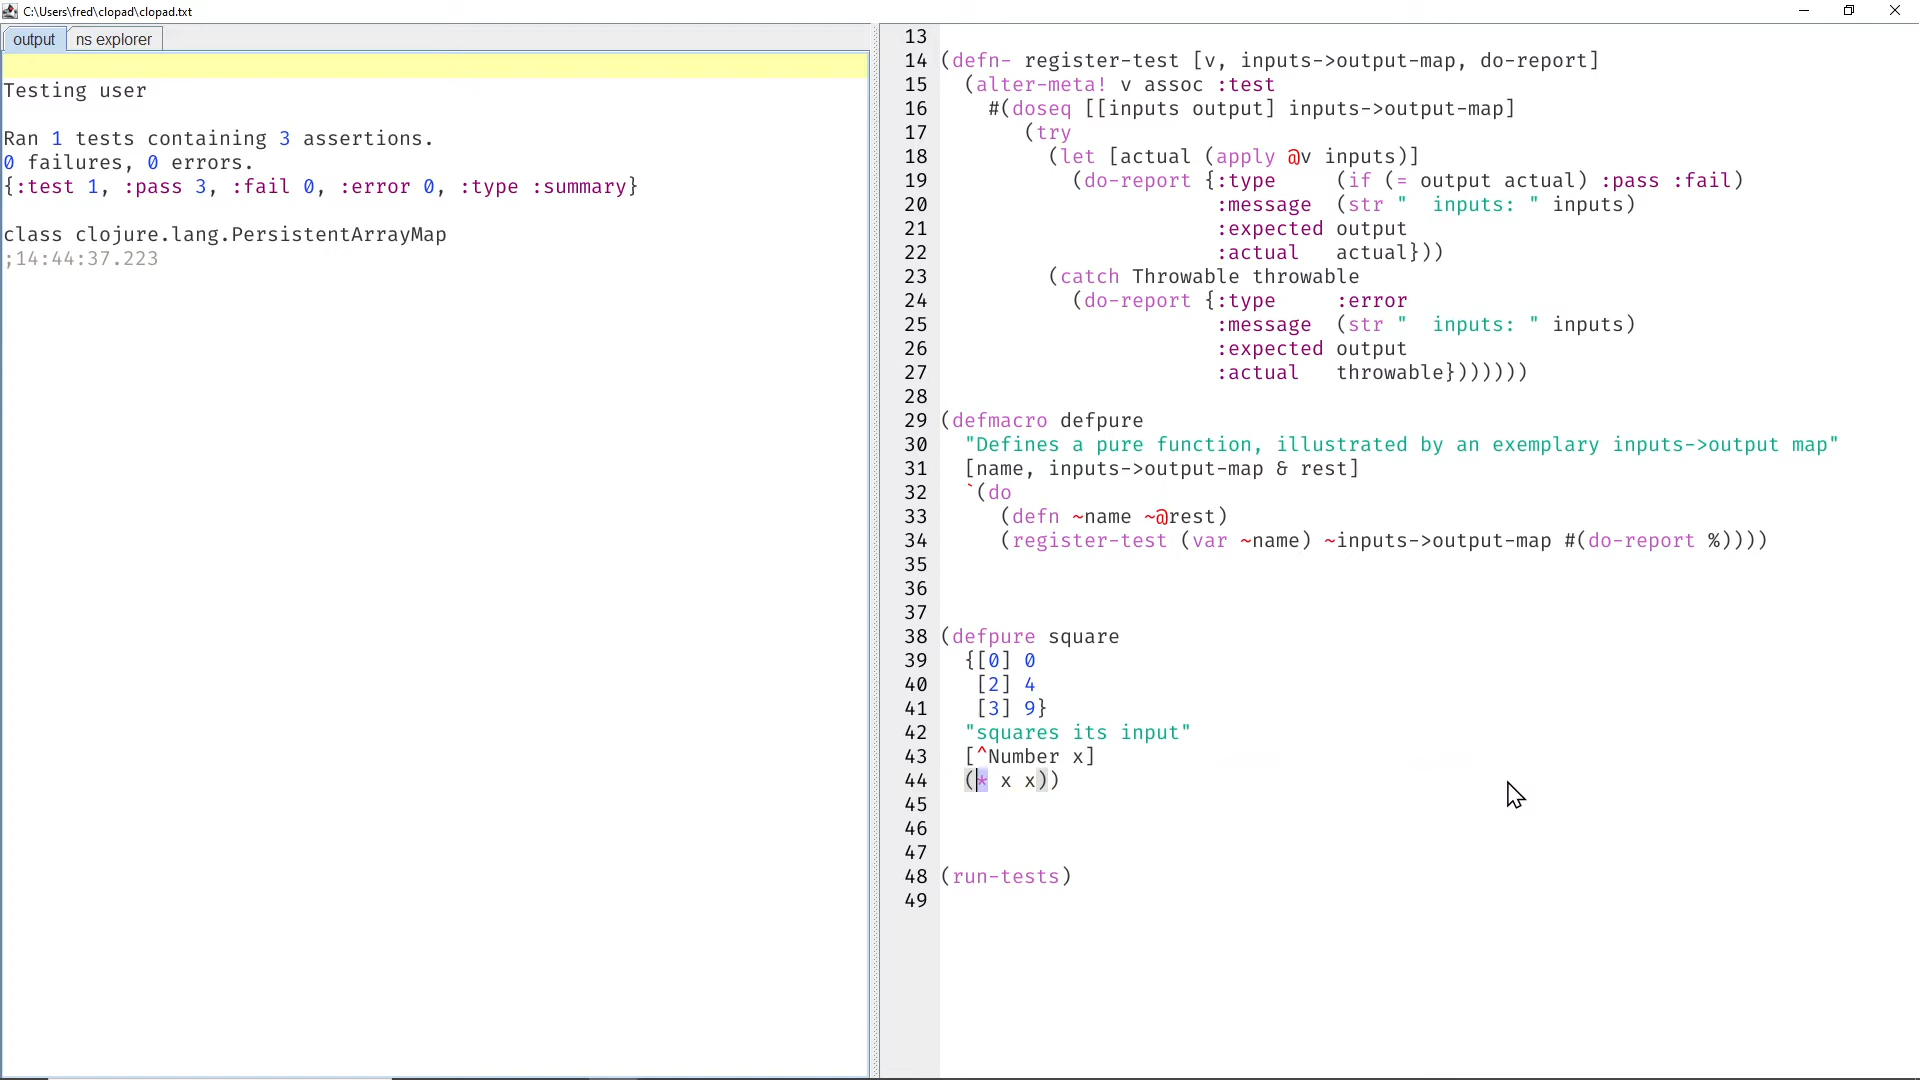 C:\Users\fred\clopad\clopad.txt
output
ns explorer
Testing user
Ran 1 tests containing 3 assertions.
0 failures, 0 errors.
{:test 1, :pass 3, :fail 0, :error 0, :type :summary}
class clojure.lang.PersistentArrayMap
;14:44:37.223
13
14 (defn- register-test [v, inputs->output-map, do-report]
15   (alter-meta! v assoc :test
16     #(doseq [[inputs output] inputs->output-map]
17        (try
18          (let [actual (apply @v inputs)]
19            (do-report {:type     (if (= output actual) :pass :fail)
20                        :message  (str "  inputs: " inputs)
21                        :expected output
22                        :actual   actual}))
23          (catch Throwable throwable
24            (do-report {:type     :error
25                        :message  (str "  inputs: " inputs)
26                        :expected output
27                        :actual   throwable})))))))
28
29 (defmacro defpure
30   "Defines a pure function, illustrated by an exemplary inputs->output map"
31   [name, inputs->output-map & rest]
32   `(do
33      (defn ~name ~@rest)
34      (register-test (var ~name) ~inputs->output-map #(do-report %))))
35
36
37
38 (defpure square
39   {[0] 0
40    [2] 4
41    [3] 9}
42   "squares its input"
43   [^Number x]
44   (* x x))
45
46
47
48 (run-tests)
49